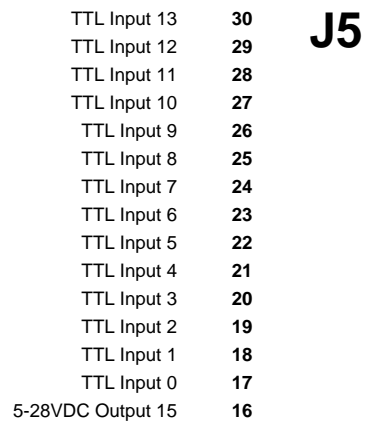 J5
TTL Input 13 30
TTL Input 12 29
TTL Input 11 28
TTL Input 10 27
TTL Input 9 26
TTL Input 8 25
TTL Input 7 24
TTL Input 6 23
TTL Input 5 22
TTL Input 4 21
TTL Input 3 20
TTL Input 2 19
TTL Input 1 18
TTL Input 0 17
5-28VDC Output 15 16